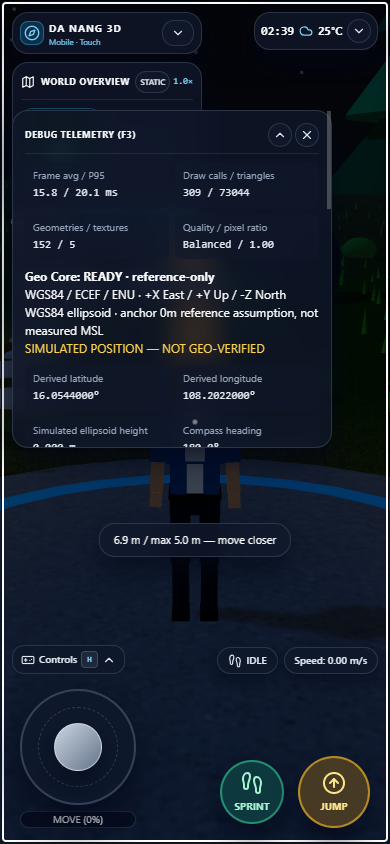 DA NANG 3D
Mobile · Touch
02:39 25°C
WORLD OVERVIEW STATIC 1.0×
DEBUG TELEMETRY (F3)
Frame avg / P95
15.8 / 20.1 ms
Draw calls / triangles
309 / 73044
Geometries / textures
152 / 5
Quality / pixel ratio
Balanced / 1.00
Geo Core: READY · reference-only
WGS84 / ECEF / ENU · +X East / +Y Up / -Z North
WGS84 ellipsoid · anchor 0m reference assumption, not
measured MSL
SIMULATED POSITION — NOT GEO-VERIFIED
Derived latitude
16.0544000°
Derived longitude
108.2022000°
Simulated ellipsoid height
0.000 m
Compass heading
180.0°
6.9 m / max 5.0 m — move closer
Controls H
IDLE
Speed: 0.00 m/s
MOVE (0%)
SPRINT
JUMP